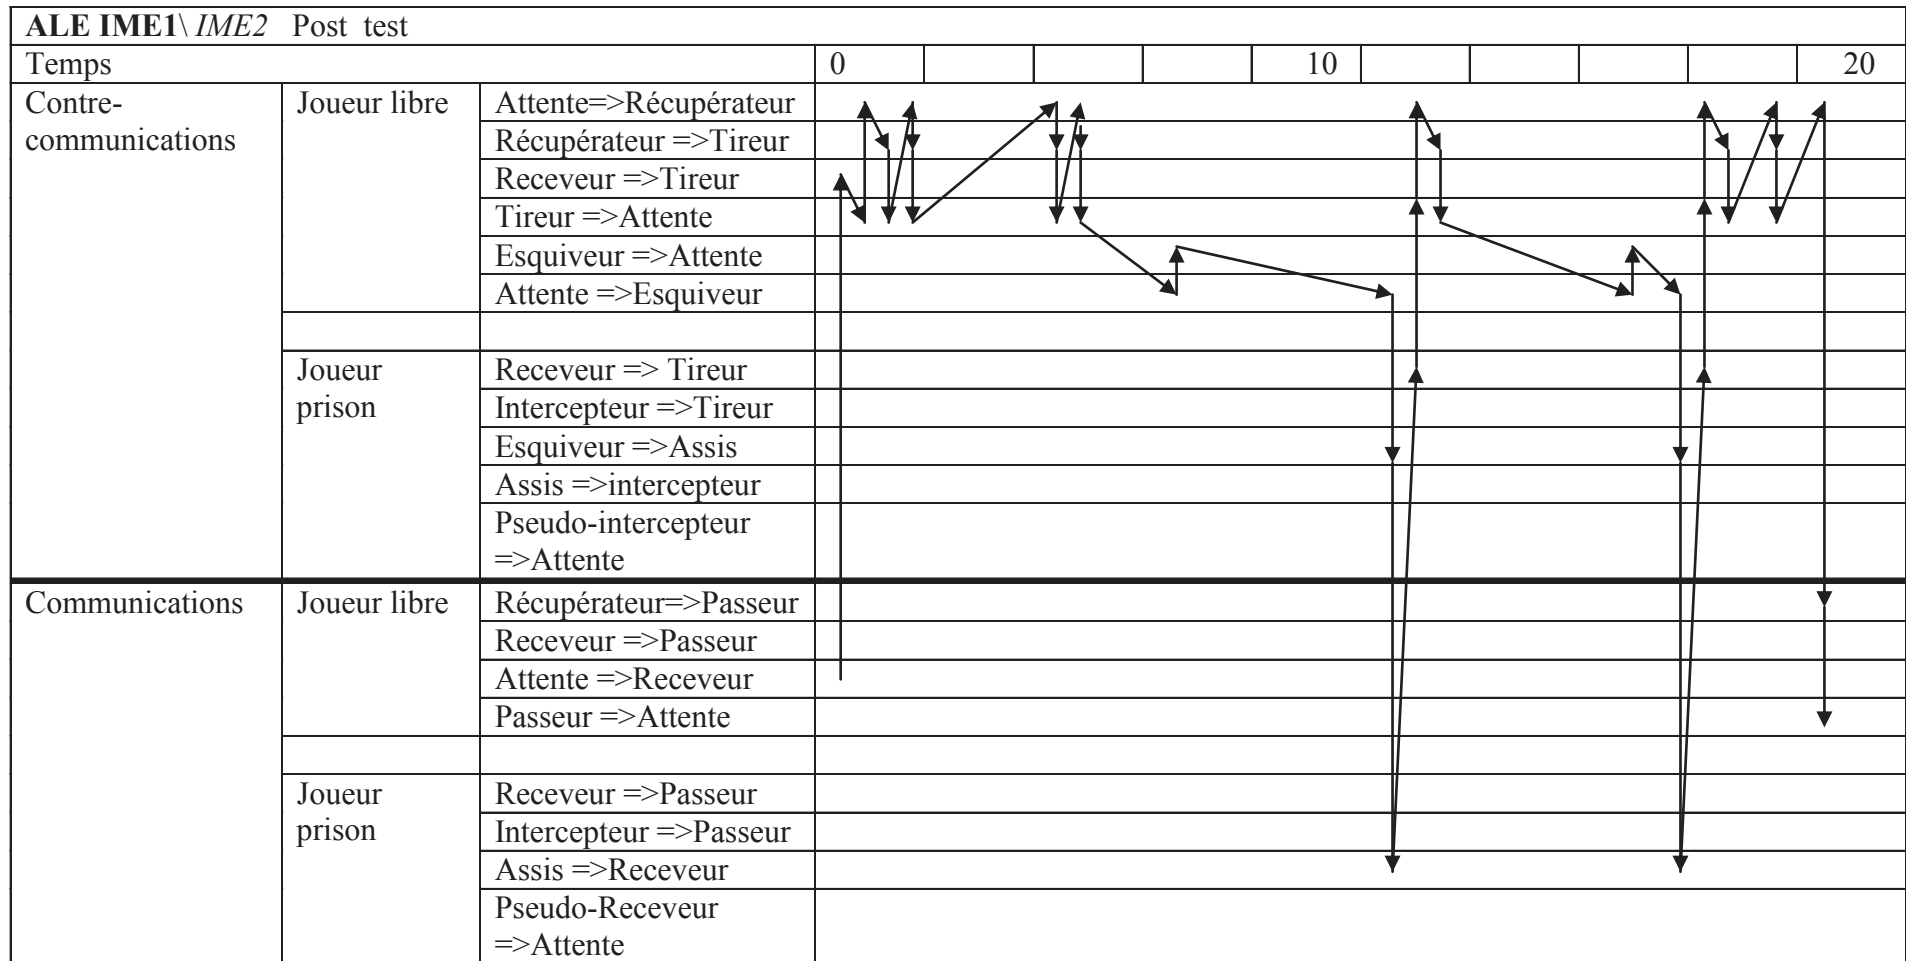 ALE IME1\ IME2 Post test
Temps 0 10 20
Contre- Joueur libre Attente=>Récupérateur
communications Récupérateur =>Tireur
Receveur =>Tireur
Tireur =>Attente
Esquiveur =>Attente
Attente =>Esquiveur
Joueur Receveur => Tireur
prison Intercepteur =>Tireur
Esquiveur =>Assis
Assis =>intercepteur
Pseudo-intercepteur
=>Attente
Communications Joueur libre Récupérateur=>Passeur
Receveur =>Passeur
Attente =>Receveur
Passeur =>Attente
Joueur Receveur =>Passeur
prison Intercepteur =>Passeur
Assis =>Receveur
Pseudo-Receveur
=>Attente